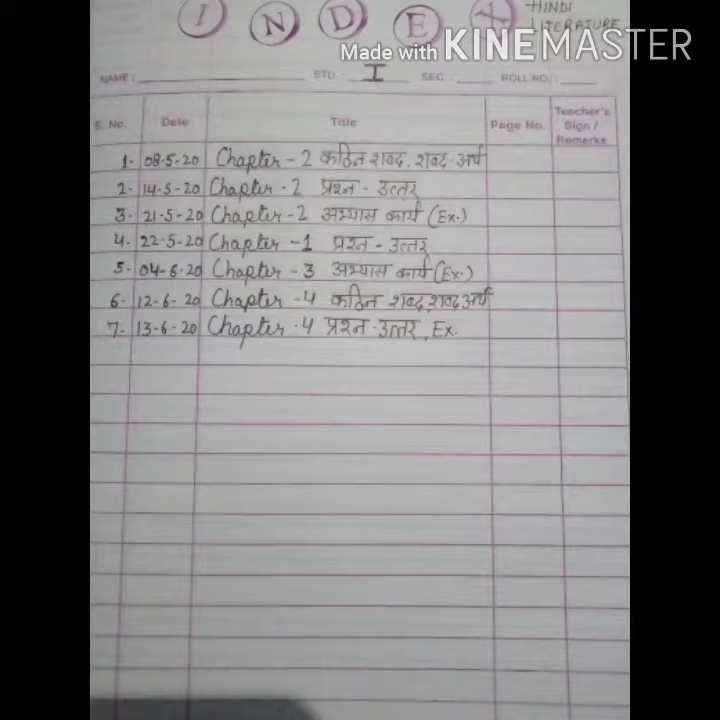 I N D E X
HINDI
LITERATURE
Made with KINEMASTER
NAME : STD. : I SEC. : ROLL NO. :
S. No. Date Title Page No. Teacher's Sign / Remarks
1. 08-5-20 Chapter - 2 कठिन शब्द, शब्द-अर्थ
2. 14-5-20 Chapter - 2 प्रश्न - उत्तर
3. 21-5-20 Chapter - 2 अभ्यास कार्य (Ex.)
4. 22-5-20 Chapter - 1 प्रश्न - उत्तर
5. 04-6-20 Chapter - 3 अभ्यास कार्य (Ex.)
6. 12-6-20 Chapter - 4 कठिन शब्द, शब्द अर्थ
7. 13-6-20 Chapter - 4 प्रश्न - उत्तर, Ex.